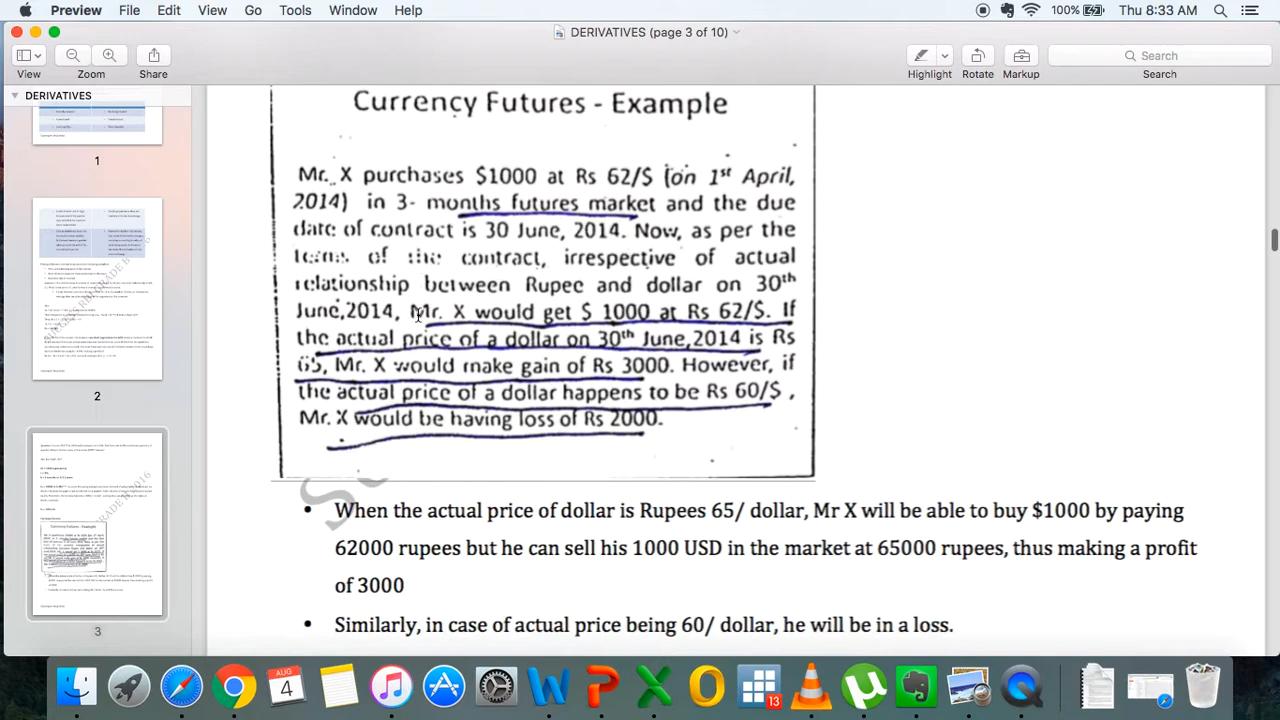 Preview File Edit View Go Tools Window Help 100% Thu 8:33 AM
DERIVATIVES (page 3 of 10)
Search
View Zoom Share Highlight Rotate Markup Search
DERIVATIVES
1
2
3
Currency Futures - Example
Mr. X purchases $1000 at Rs 62/$ (on 1st April,
2014) in 3- months futures market and the due
date of contract is 30 June, 2014. Now, as per the
terms of the contract, irrespective of actual
relationship between Rupee and dollar on 30th
June,2014, Mr. X would get $ 1000 at Rs 62/$. If
the actual price of a dollar on 30th June,2014 is Rs
65, Mr. X would make gain of Rs 3000. However, if
the actual price of a dollar happens to be Rs 60/$ ,
Mr. X would be having loss of Rs 2000.
• When the actual price of dollar is Rupees 65/ dollar, Mr X will be able to buy $1000 by paying
62000 rupees but he can sell his 1000 USD in the market at 65000 rupees, thus making a profit
of 3000
• Similarly, in case of actual price being 60/ dollar, he will be in a loss.
AUG
4
13